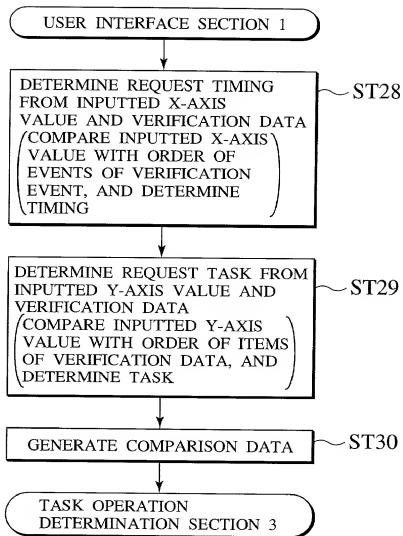 USER INTERFACE SECTION 1
DETERMINE REQUEST TIMING
FROM INPUTTED X-AXIS
VALUE AND VERIFICATION DATA
(COMPARE INPUTTED X-AXIS
VALUE WITH ORDER OF
EVENTS OF VERIFICATION
EVENT, AND DETERMINE
TIMING)
ST28
DETERMINE REQUEST TASK FROM
INPUTTED Y-AXIS VALUE AND
VERIFICATION DATA
(COMPARE INPUTTED Y-AXIS
VALUE WITH ORDER OF ITEMS
OF VERIFICATION DATA, AND
DETERMINE TASK)
ST29
GENERATE COMPARISON DATA
ST30
TASK OPERATION
DETERMINATION SECTION 3